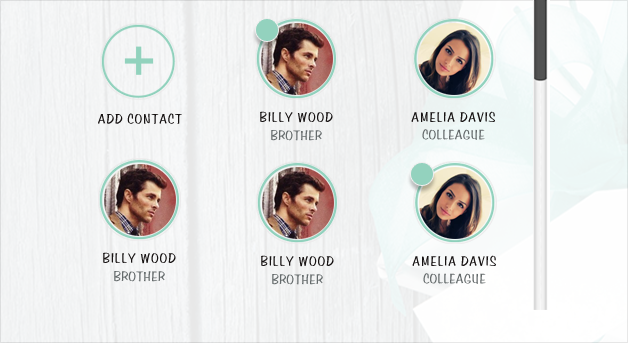 ADD CONTACT
BILLY WOOD
BROTHER
AMELIA DAVIS
COLLEAGUE
BILLY WOOD
BROTHER
BILLY WOOD
BROTHER
AMELIA DAVIS
COLLEAGUE